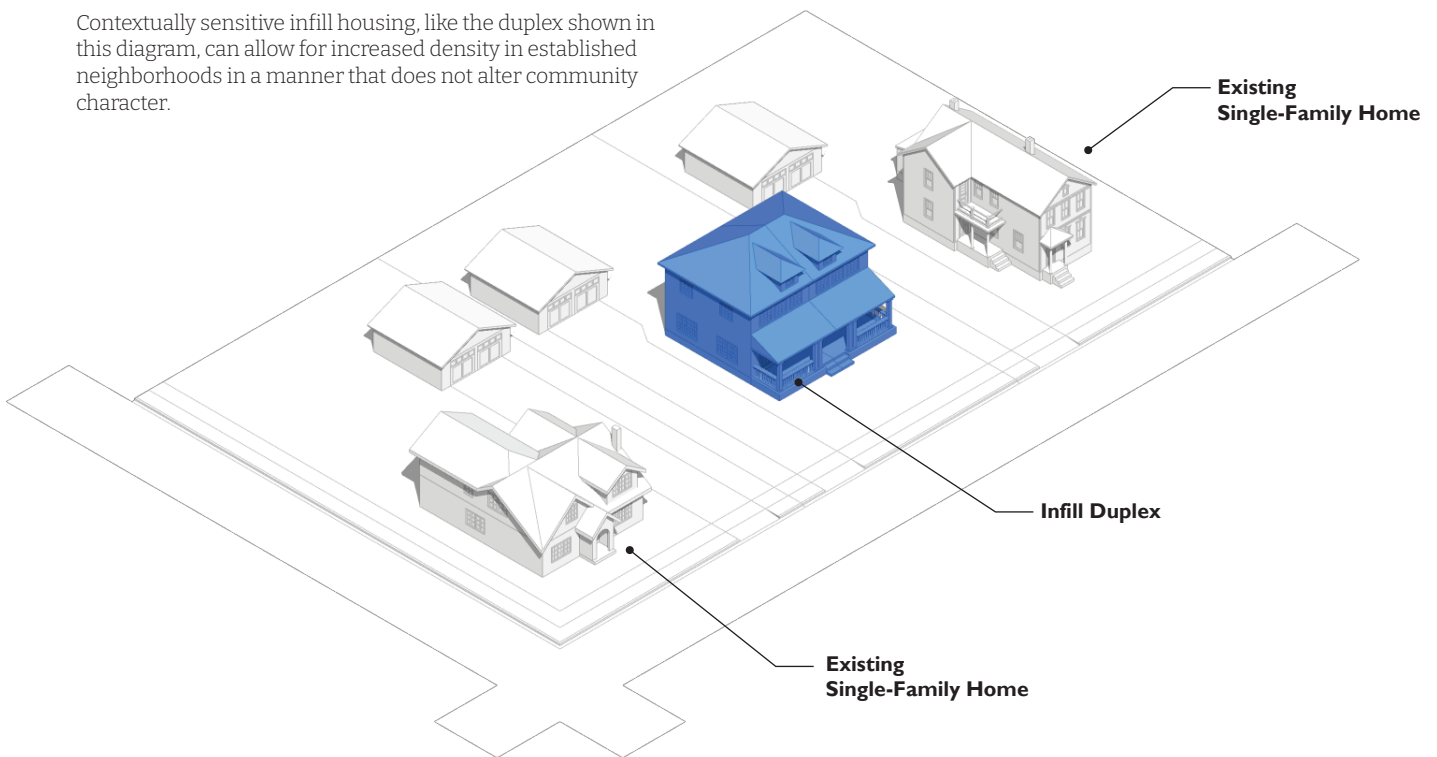 Contextually sensitive infill housing, like the duplex shown in
this diagram, can allow for increased density in established
neighborhoods in a manner that does not alter community
character.
Existing
Single-Family Home
Infill Duplex
Existing
Single-Family Home